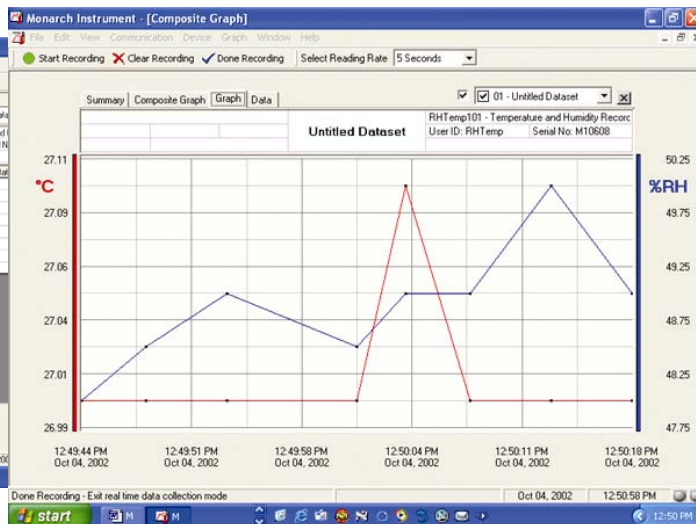 Monarch Instrument - [Composite Graph]
File Edit View Communication Device Graph Window Help
Start Recording Clear Recording Done Recording Select Reading Rate 5 Seconds
Summary Composite Graph Graph Data 01 - Untitled Dataset
Untitled Dataset
RHTemp101 - Temperature and Humidity Record
User ID: RHTemp Serial No: M10608
°C
27.11
27.09
27.06
27.04
27.01
26.99
%RH
50.25
49.75
49.25
48.75
48.25
47.75
12:49:44 PM 12:49:51 PM 12:49:58 PM 12:50:04 PM 12:50:11 PM 12:50:18 PM
Oct 04, 2002 Oct 04, 2002 Oct 04, 2002 Oct 04, 2002 Oct 04, 2002 Oct 04, 2002
Done Recording - Exit real time data collection mode Oct 04, 2002 12:50:58 PM
start M M 12:50 PM